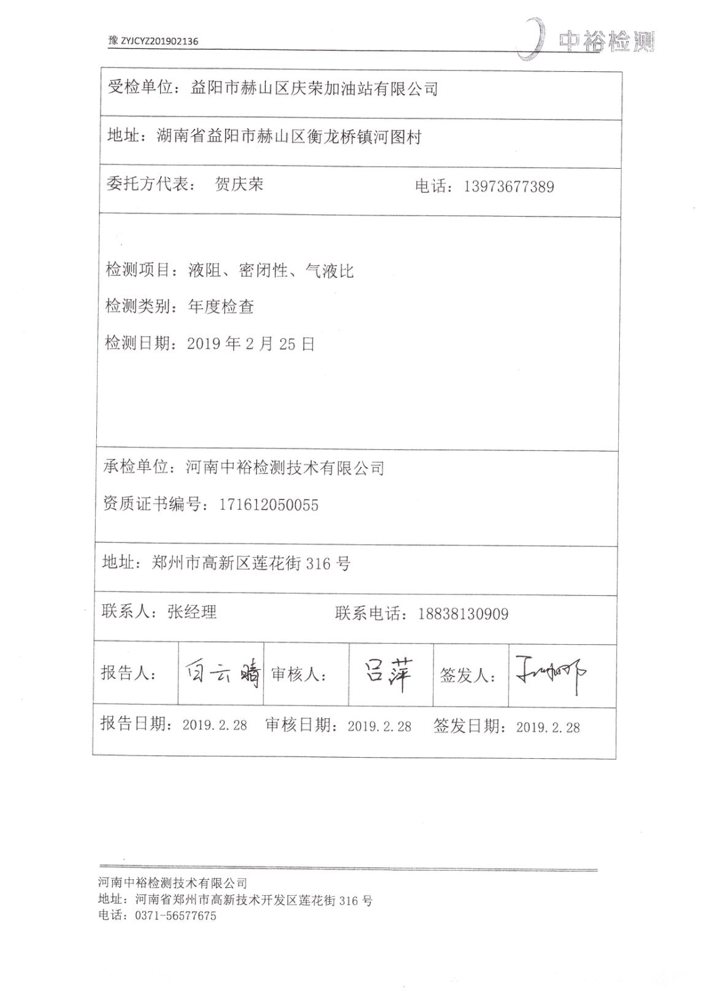 豫 ZYJCYZ201902136
中裕检测
受检单位：益阳市赫山区庆荣加油站有限公司
地址：湖南省益阳市赫山区衡龙桥镇河图村
委托方代表： 贺庆荣 电话：13973677389
检测项目：液阻、密闭性、气液比
检测类别：年度检查
检测日期：2019 年 2 月 25 日
承检单位：河南中裕检测技术有限公司
资质证书编号：171612050055
地址：郑州市高新区莲花街 316 号
联系人：张经理 联系电话：18838130909
报告人： 白云晴 审核人： 吕萍 签发人：
报告日期：2019.2.28 审核日期：2019.2.28 签发日期：2019.2.28
河南中裕检测技术有限公司
地址：河南省郑州市高新技术开发区莲花街 316 号
电话：0371-56577675